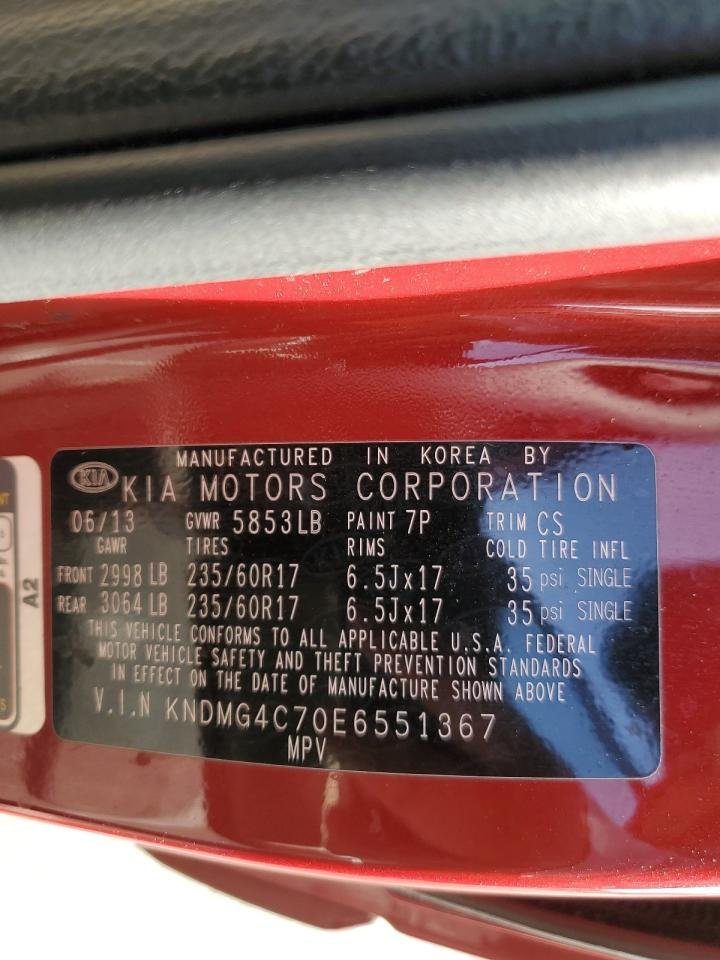 MANUFACTURED IN KOREA BY
KIA KIA MOTORS CORPORATION
06/13 GVWR 5853LB PAINT 7P TRIM CS
GAWR TIRES RIMS COLD TIRE INFL
FRONT 2998 LB 235/60R17 6.5Jx17 35 psi SINGLE
REAR 3064 LB 235/60R17 6.5Jx17 35 psi SINGLE
THIS VEHICLE CONFORMS TO ALL APPLICABLE U.S.A. FEDERAL
MOTOR VEHICLE SAFETY AND THEFT PREVENTION STANDARDS
IN EFFECT ON THE DATE OF MANUFACTURE SHOWN ABOVE
V.I.N KNDMG4C70E6551367
MPV
A2